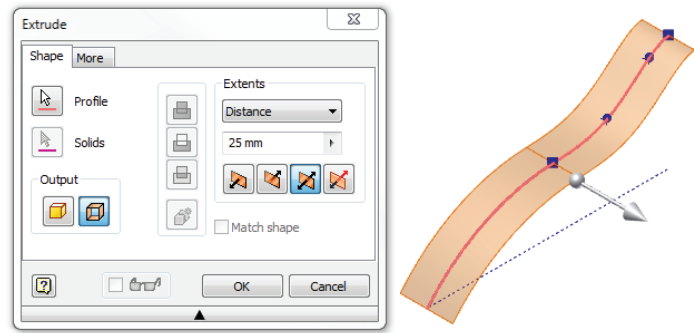 Extrude
Shape
More
Profile
Solids
Output
Extents
Distance
25 mm
Match shape
?
OK
Cancel